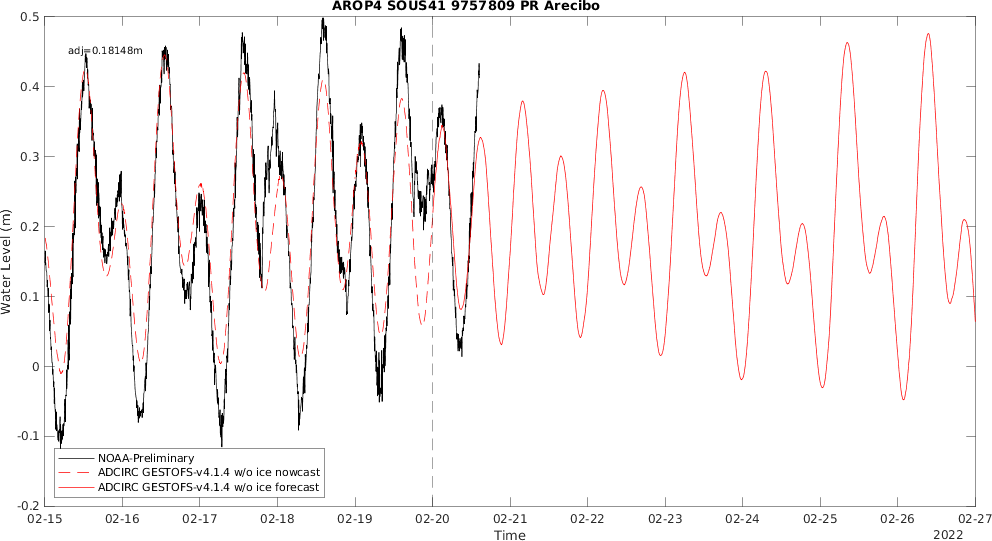 AROP4 SOUS41 9757809 PR Arecibo
adj=0.18148m
0.5
0.4
0.3
0.2
0.1
0
-0.1
-0.2
Water Level (m)
NOAA-Preliminary
ADCIRC GESTOFS-v4.1.4 w/o ice nowcast
ADCIRC GESTOFS-v4.1.4 w/o ice forecast
02-15 02-16 02-17 02-18 02-19 02-20 02-21 02-22 02-23 02-24 02-25 02-26 02-27
Time
2022